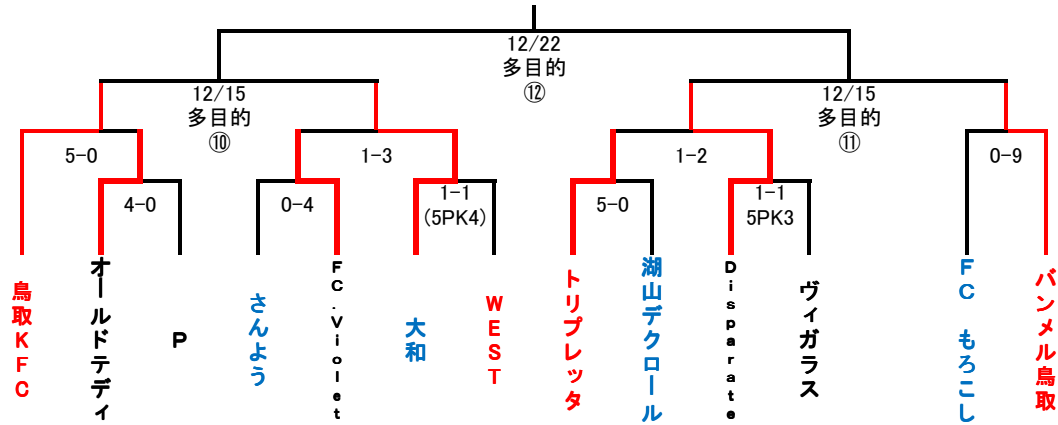 12/22
多目的
⑫
12/15
多目的
⑩
12/15
多目的
⑪
5-0
1-3
1-2
0-9
4-0
0-4
1-1
(5PK4)
5-0
1-1
5PK3
鳥取KFC
オールドテディ
P
さんよう
FC.Violet
大和
WEST
トリプレッタ
湖山デクロール
Disparate
ヴィガラス
FC もろこし
バンメル鳥取